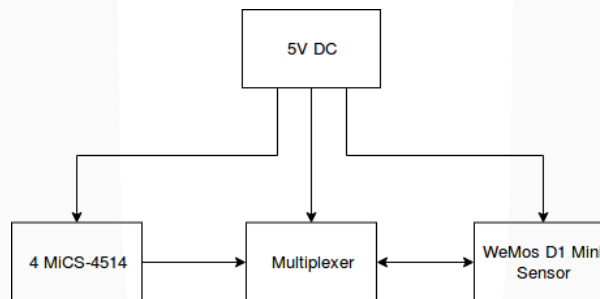 5V DC
4 MiCS-4514
Multiplexer
WeMos D1 Mini
Sensor